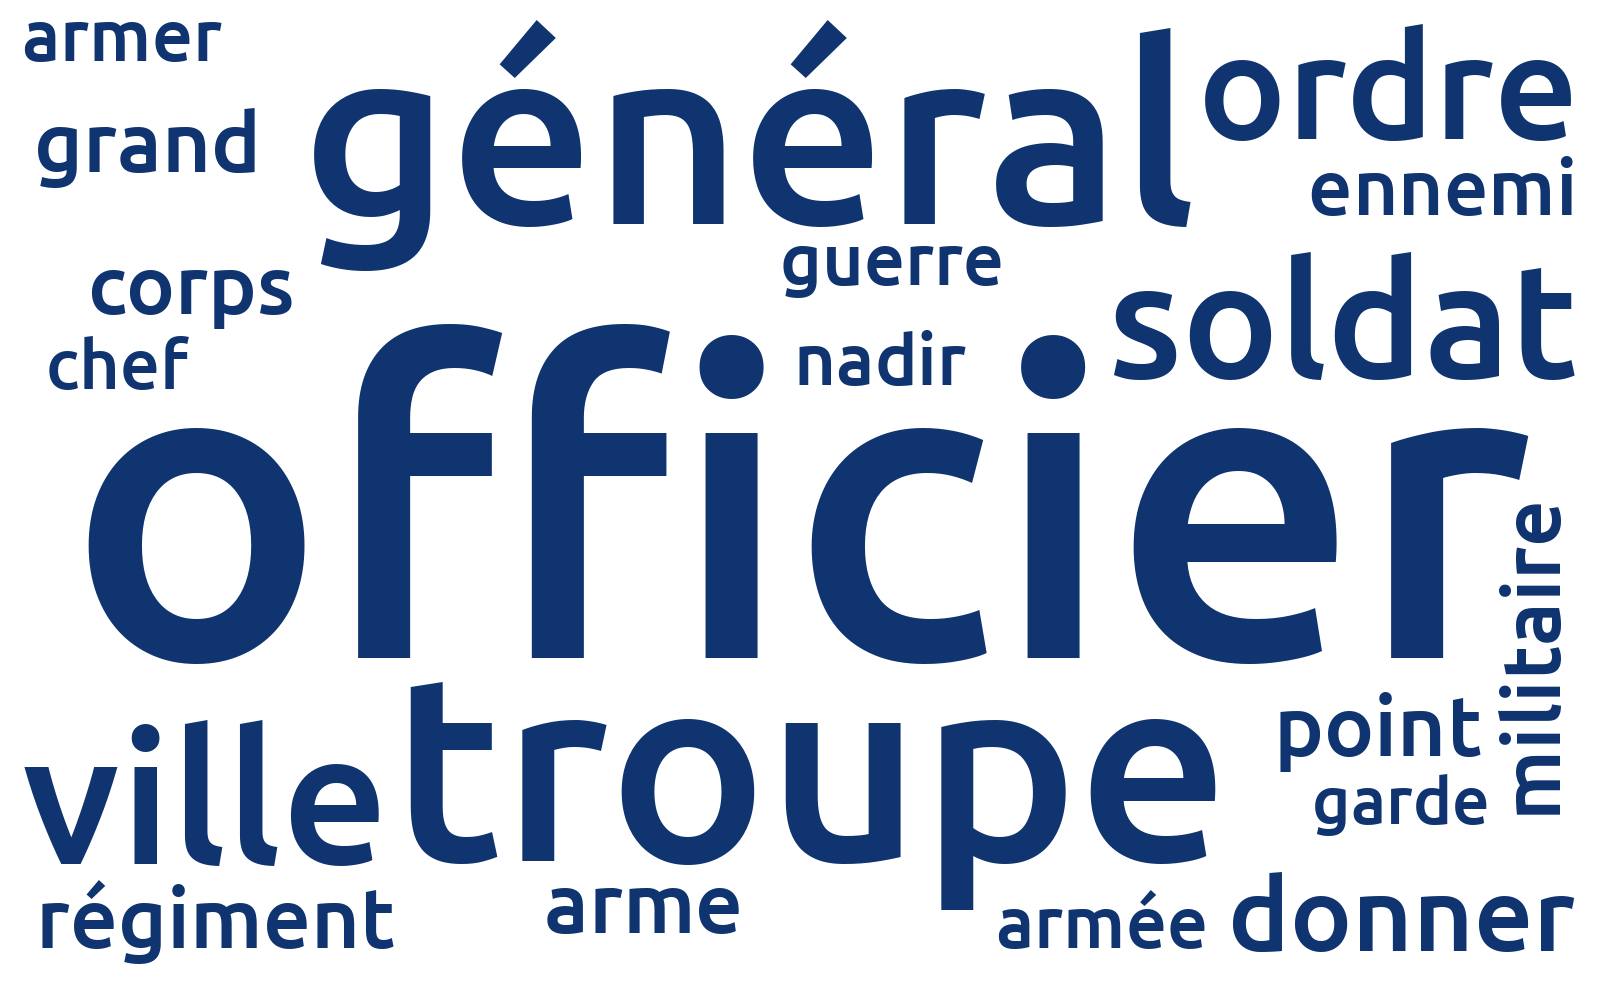 armer
général
ordre
grand
ennemi
guerre
corps
soldat
chef
nadir
officier
militaire
troupe
ville
point
garde
régiment
arme
armée
donner